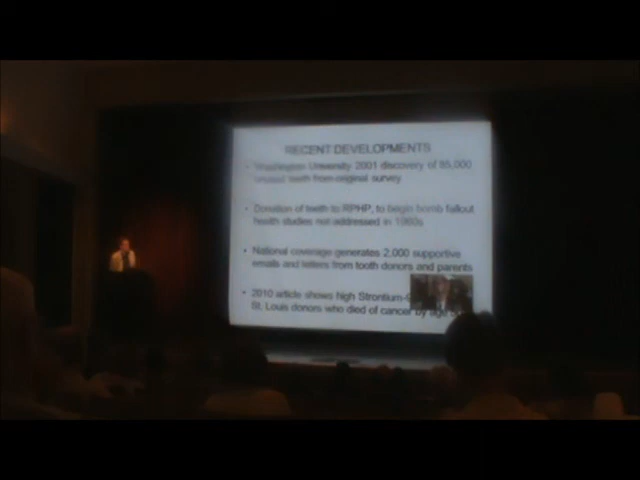 RECENT DEVELOPMENTS
• Washington University 2001 discovery of 85,000
unused teeth from original survey
• Donation of teeth to RPHP, to begin bomb fallout
health studies not addressed in 1960s
• National coverage generates 2,000 supportive
emails and letters from tooth donors and parents
• 2010 article shows high Strontium-9
St. Louis donors who died of cancer by age